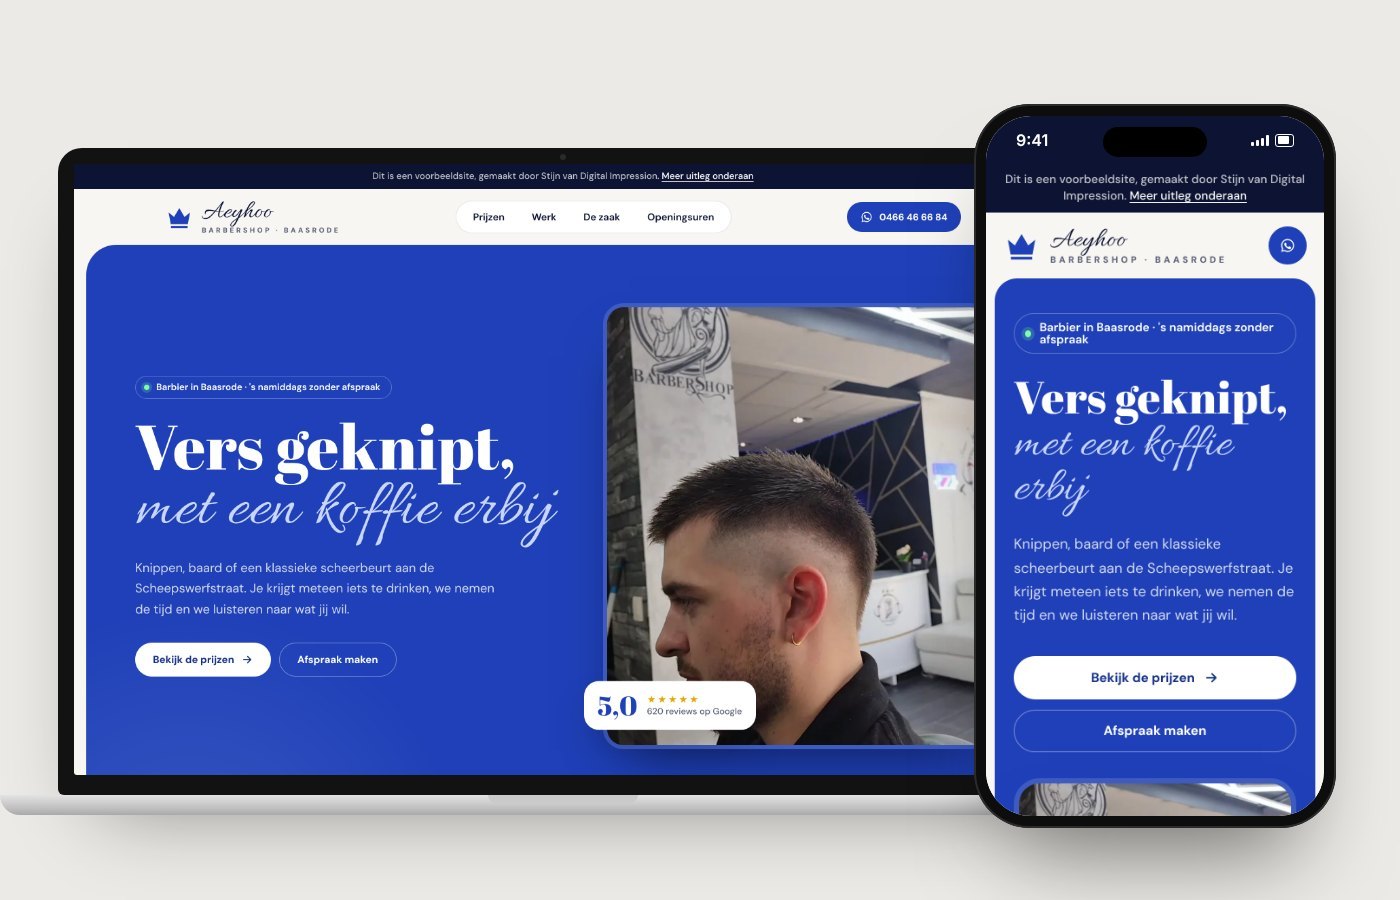 Dit is een voorbeeldsite, gemaakt door Stijn van Digital Impression. Meer uitleg onderaan
Aeyhoo
BARBERSHOP · BAASRODE
Prijzen
Werk
De zaak
Openingsuren
0466 46 66 84
Barbier in Baasrode · 's namiddags zonder afspraak
Vers geknipt,
met een koffie erbij
Knippen, baard of een klassieke scheerbeurt aan de
Scheepswerfstraat. Je krijgt meteen iets te drinken, we nemen
de tijd en we luisteren naar wat jij wil.
Bekijk de prijzen →
Afspraak maken
BARBERSHOP
5,0
★★★★★
620 reviews op Google
9:41
Dit is een voorbeeldsite, gemaakt door Stijn van Digital
Impression. Meer uitleg onderaan
Aeyhoo
BARBERSHOP · BAASRODE
Barbier in Baasrode · 's namiddags zonder
afspraak
Vers geknipt,
met een koffie
erbij
Knippen, baard of een klassieke
scheerbeurt aan de Scheepswerfstraat. Je
krijgt meteen iets te drinken, we nemen de
tijd en we luisteren naar wat jij wil.
Bekijk de prijzen →
Afspraak maken